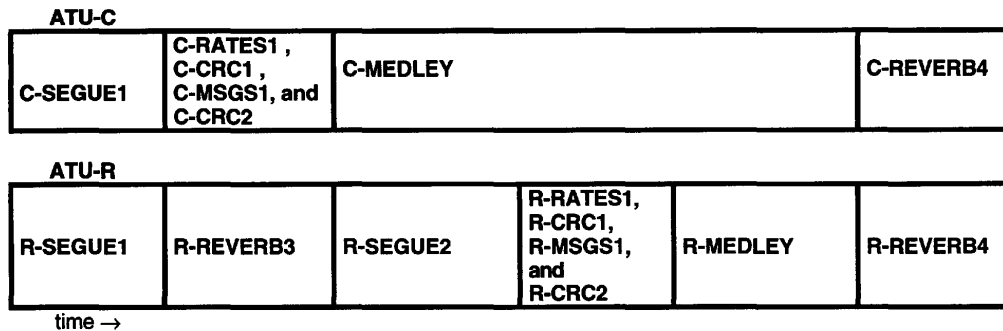 ATU-C
C-SEGUE1
C-RATES1 ,
C-CRC1 ,
C-MSGS1, and
C-CRC2
C-MEDLEY
C-REVERB4
ATU-R
R-SEGUE1
R-REVERB3
R-SEGUE2
R-RATES1,
R-CRC1,
R-MSGS1,
and
R-CRC2
R-MEDLEY
R-REVERB4
time →